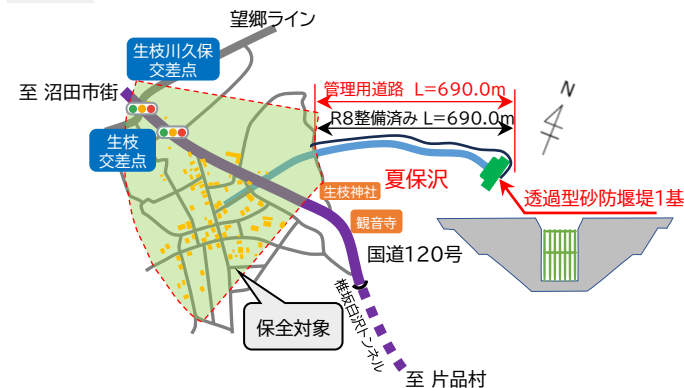 望郷ライン
生枝川久保
交差点
至 沼田市街
管理用道路 L=690.0m
R8整備済み L=690.0m
N
生枝
交差点
夏保沢
生枝神社
透過型砂防堰堤1基
観音寺
国道120号
椎坂白沢トンネル
保全対象
至 片品村